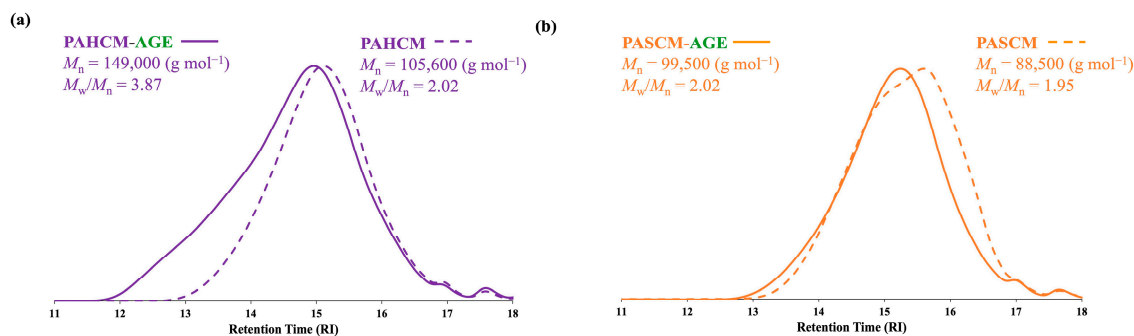 (a)
PAHCM-AGE
Mn = 149,000 (g mol−1)
Mw/Mn = 3.87
PAHCM
Mn = 105,600 (g mol−1)
Mw/Mn = 2.02
11 12 13 14 15 16 17 18
Retention Time (RI)
(b)
PASCM-AGE
Mn − 99,500 (g mol−1)
Mw/Mn = 2.02
PASCM
Mn − 88,500 (g mol−1)
Mw/Mn = 1.95
11 12 13 14 15 16 17 18
Retention Time (RI)